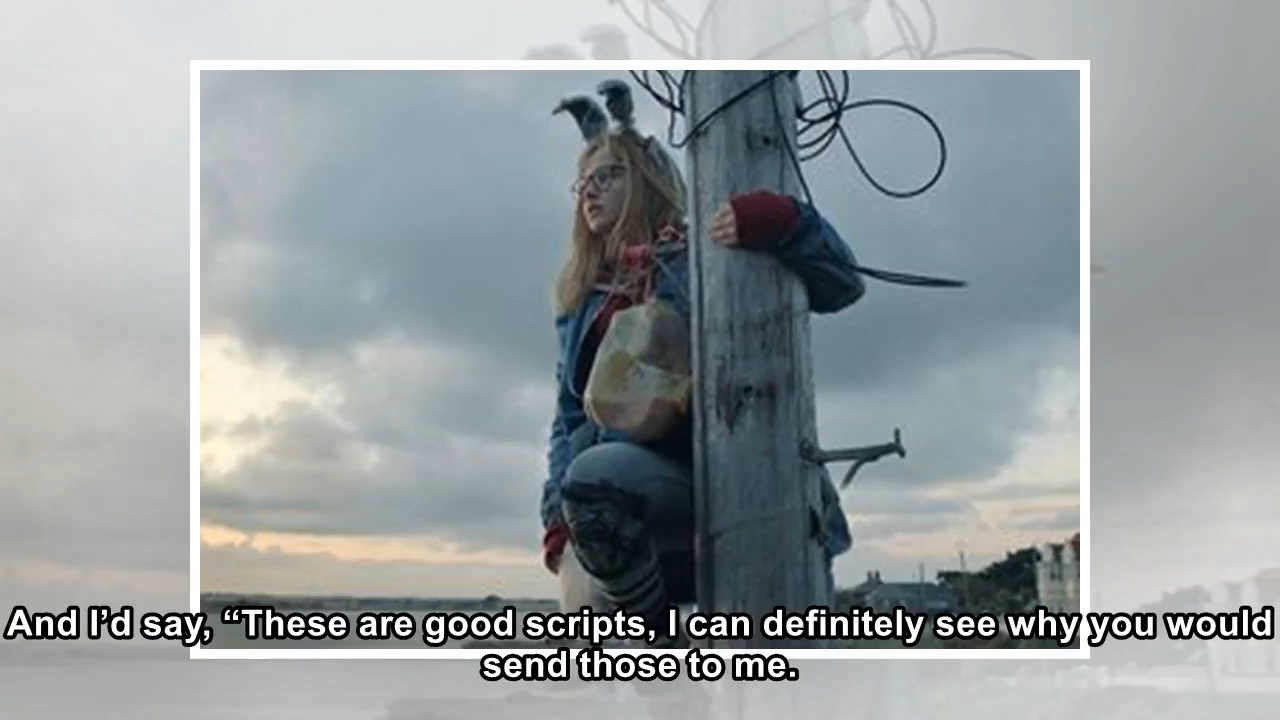 And I’d say, “These are good scripts, I can definitely see why you would
send those to me.